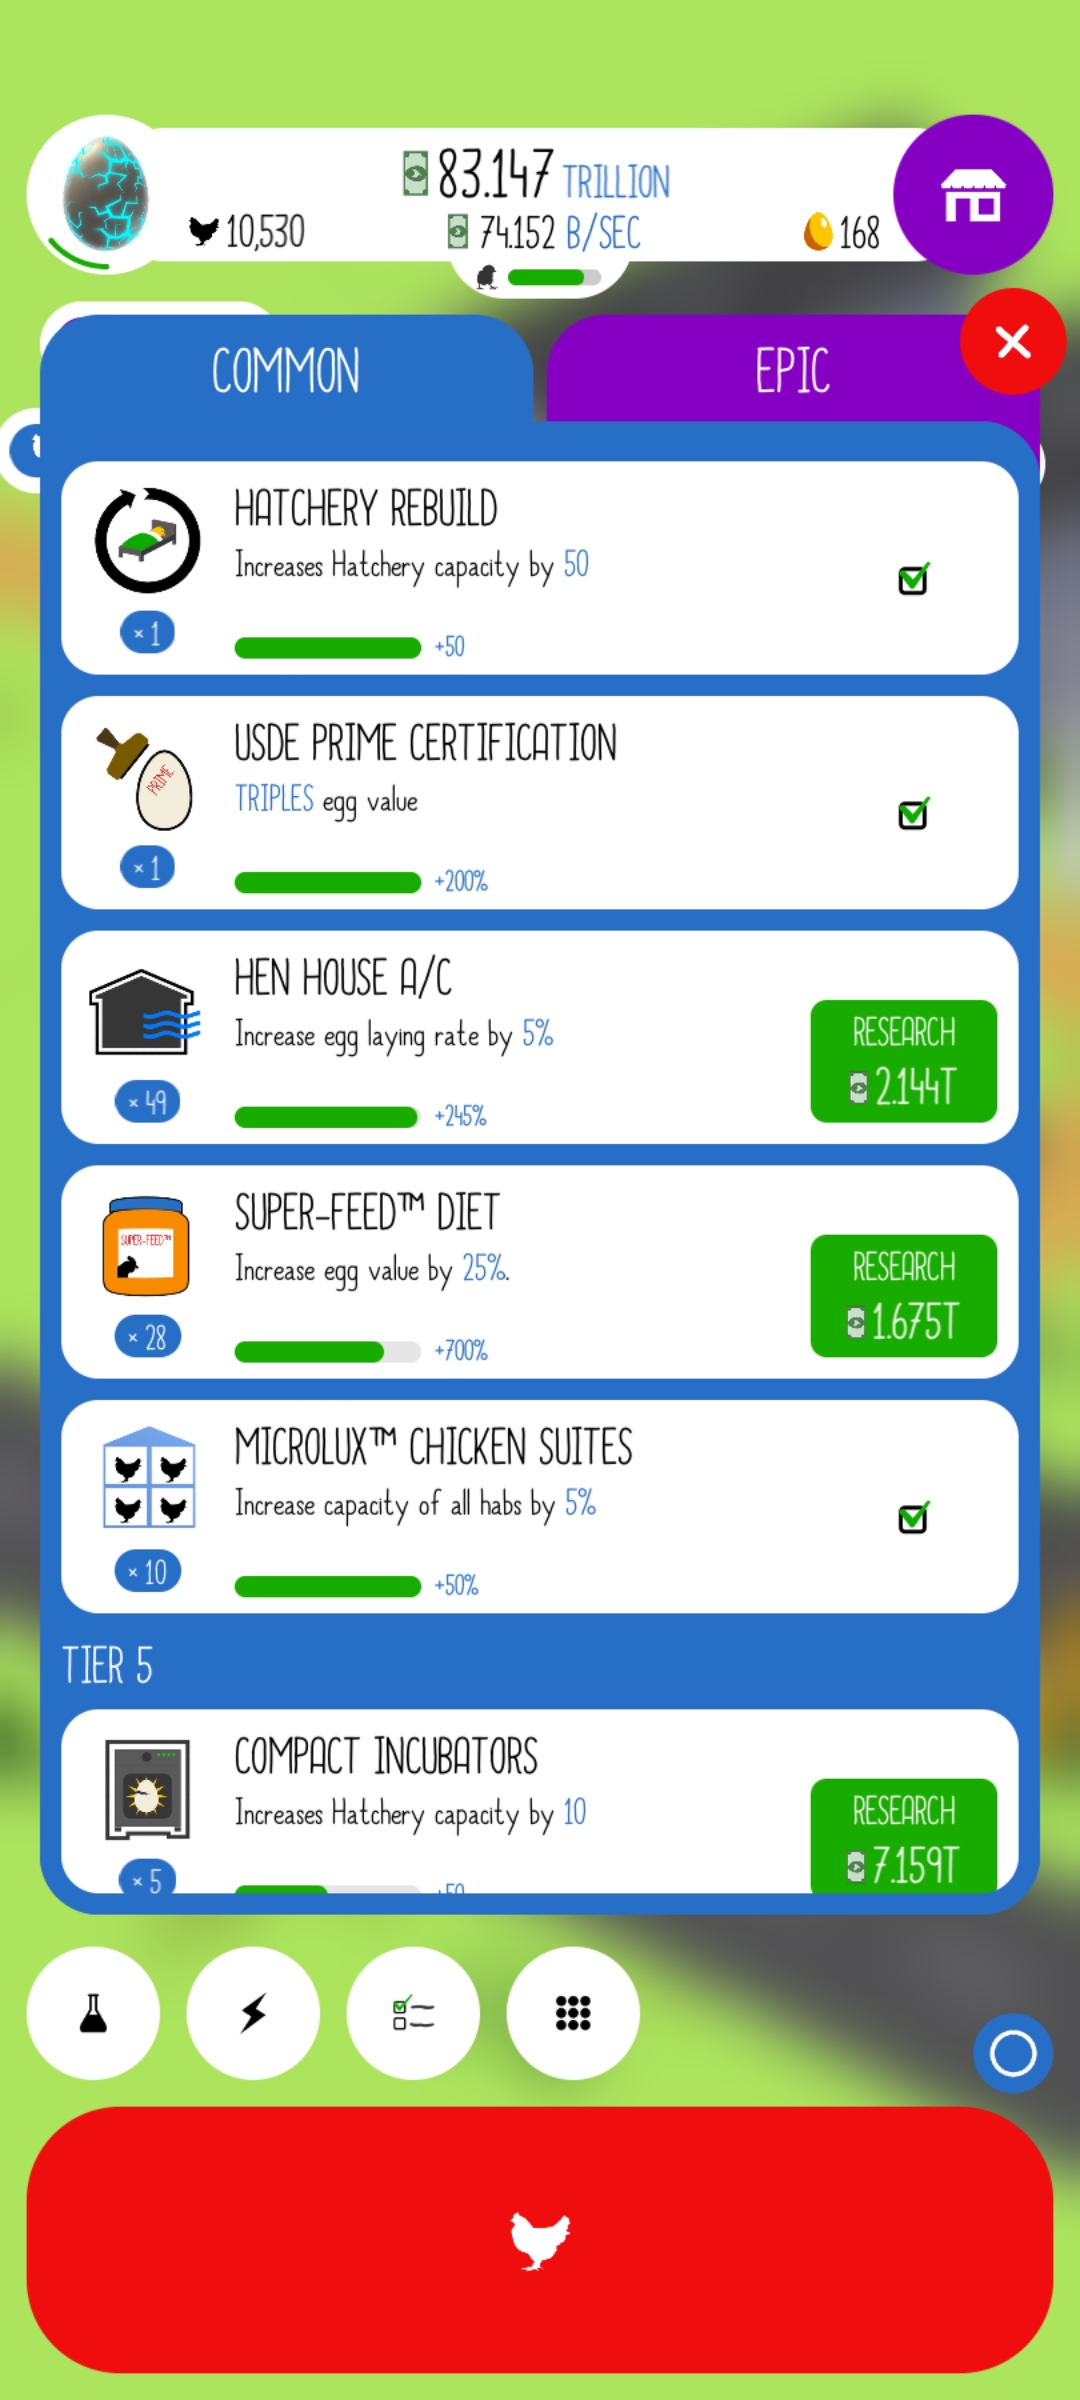 83.147 TRILLION
10,530
74.152 B/SEC
168
COMMON
EPIC
HATCHERY REBUILD
Increases Hatchery capacity by 50
× 1
+50
USDE PRIME CERTIFICATION
PRIME
TRIPLES egg value
× 1
+200%
HEN HOUSE A/C
Increase egg laying rate by 5%
RESEARCH
2.144T
× 49
+245%
SUPER-FEED™ DIET
SUPER-FEED™
Increase egg value by 25%.
RESEARCH
1.675T
× 28
+700%
MICROLUX™ CHICKEN SUITES
Increase capacity of all habs by 5%
× 10
+50%
TIER 5
COMPACT INCUBATORS
Increases Hatchery capacity by 10
RESEARCH
7.159T
× 5
+50